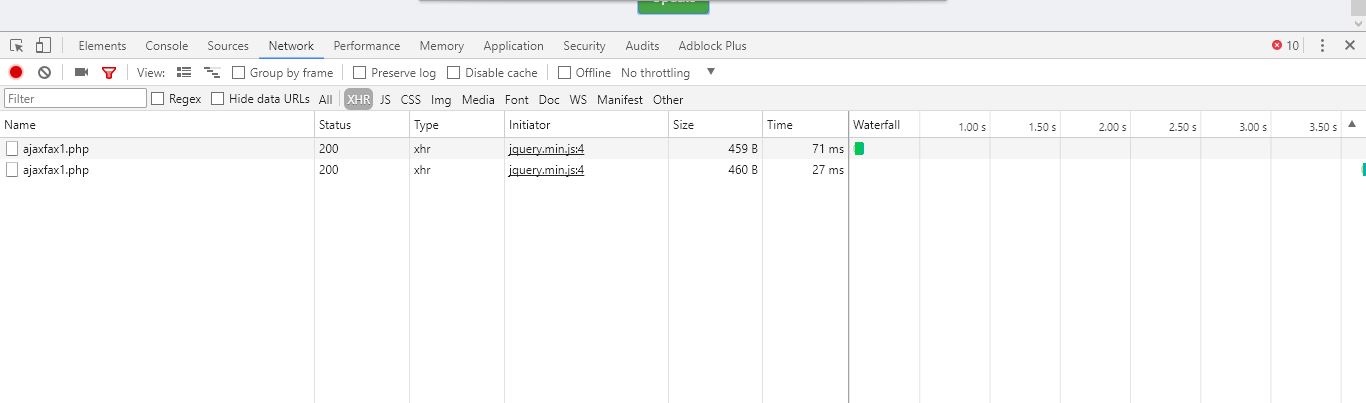 Elements Console Sources Network Performance Memory Application Security Audits Adblock Plus 10
View: Group by frame Preserve log Disable cache Offline No throttling
Filter Regex Hide data URLs All XHR JS CSS Img Media Font Doc WS Manifest Other
Name Status Type Initiator Size Time Waterfall 1.00 s 1.50 s 2.00 s 2.50 s 3.00 s 3.50 s
ajaxfax1.php 200 xhr jquery.min.js:4 459 B 71 ms
ajaxfax1.php 200 xhr jquery.min.js:4 460 B 27 ms